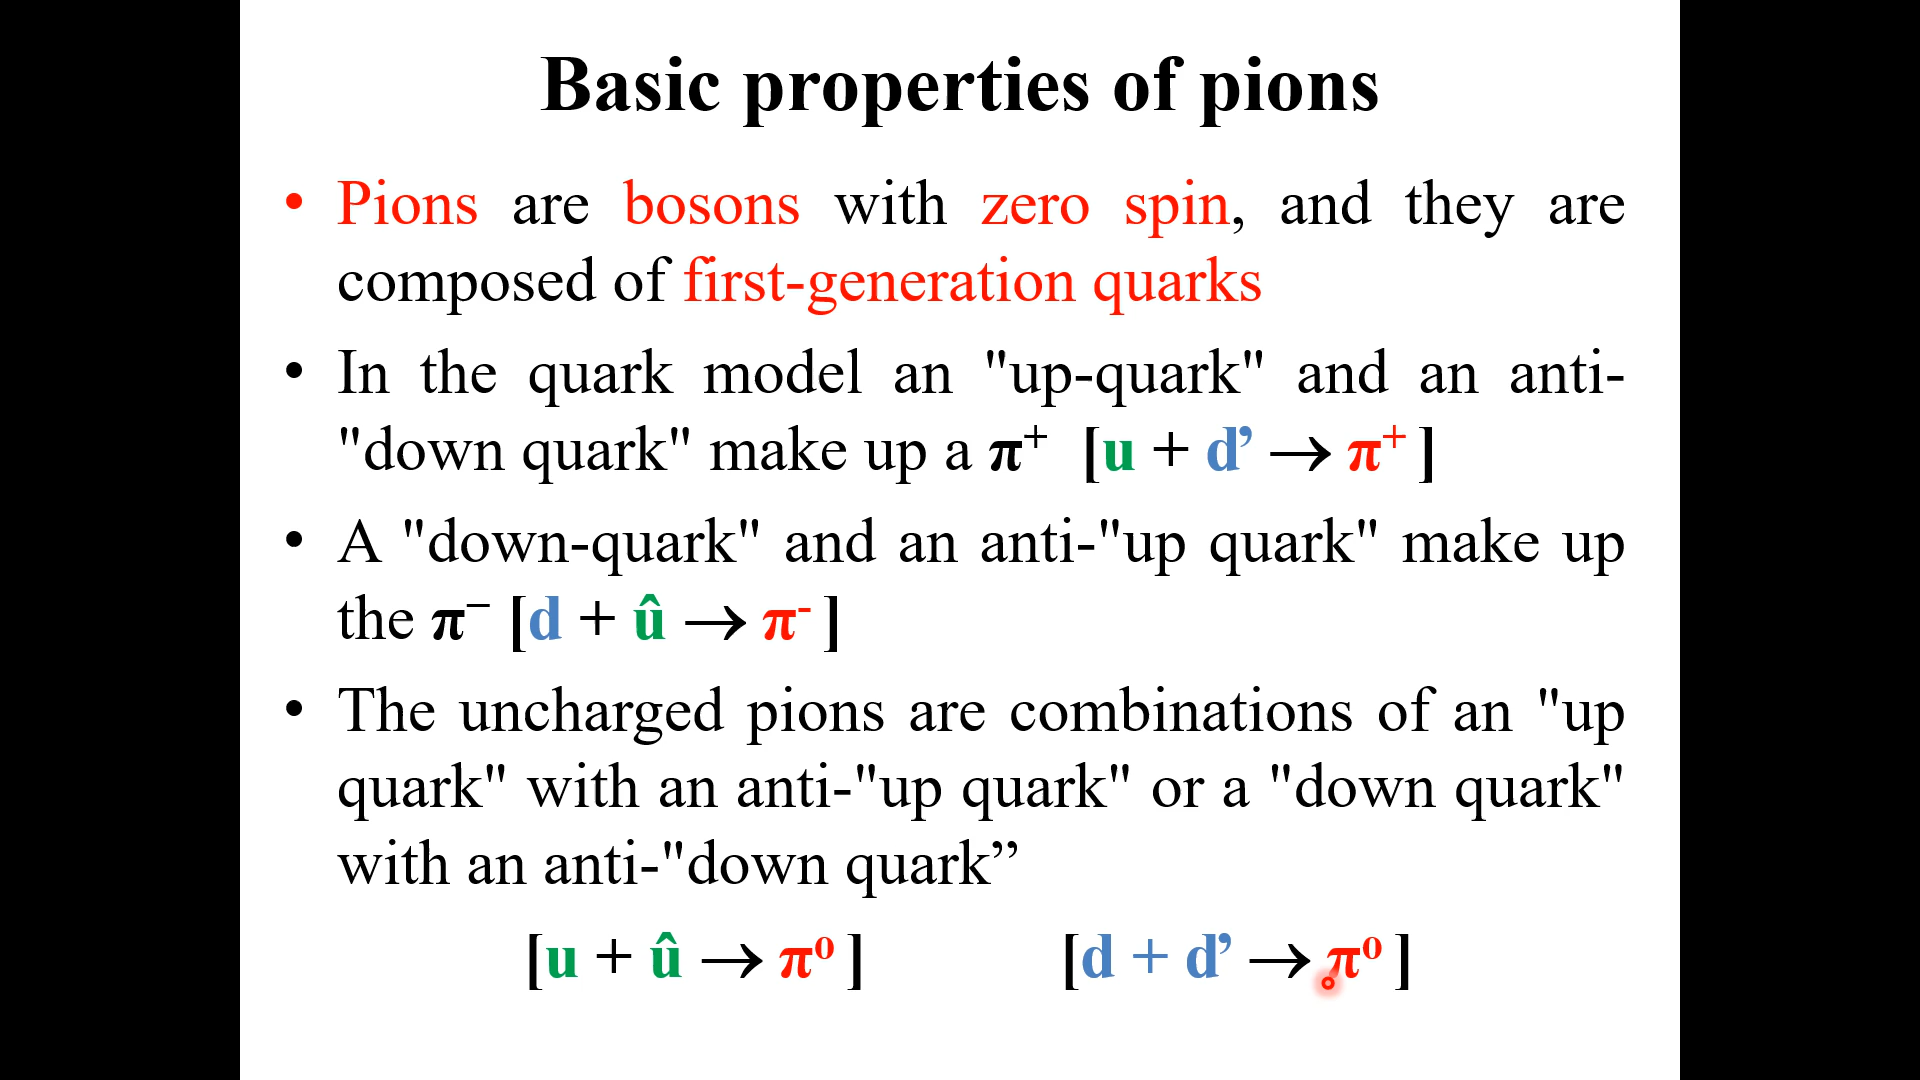 Basic properties of pions
• Pions are bosons with zero spin, and they are
composed of first-generation quarks
• In the quark model an "up-quark" and an anti-
"down quark" make up a π⁺ [u + d’ → π⁺ ]
• A "down-quark" and an anti-"up quark" make up
the π⁻ [d + û → π⁻ ]
• The uncharged pions are combinations of an "up
quark" with an anti-"up quark" or a "down quark"
with an anti-"down quark”
[u + û → πᵒ ] [d + d’ → πᵒ ]